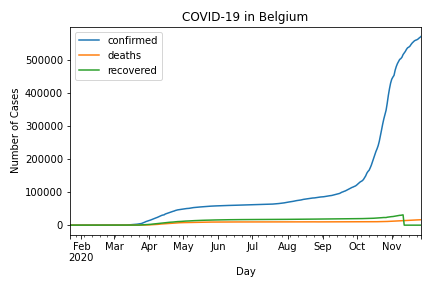 COVID-19 in Belgium
confirmed
deaths
recovered
500000
400000
300000
200000
100000
0
Number of Cases
Feb Mar Apr May Jun Jul Aug Sep Oct Nov
2020
Day